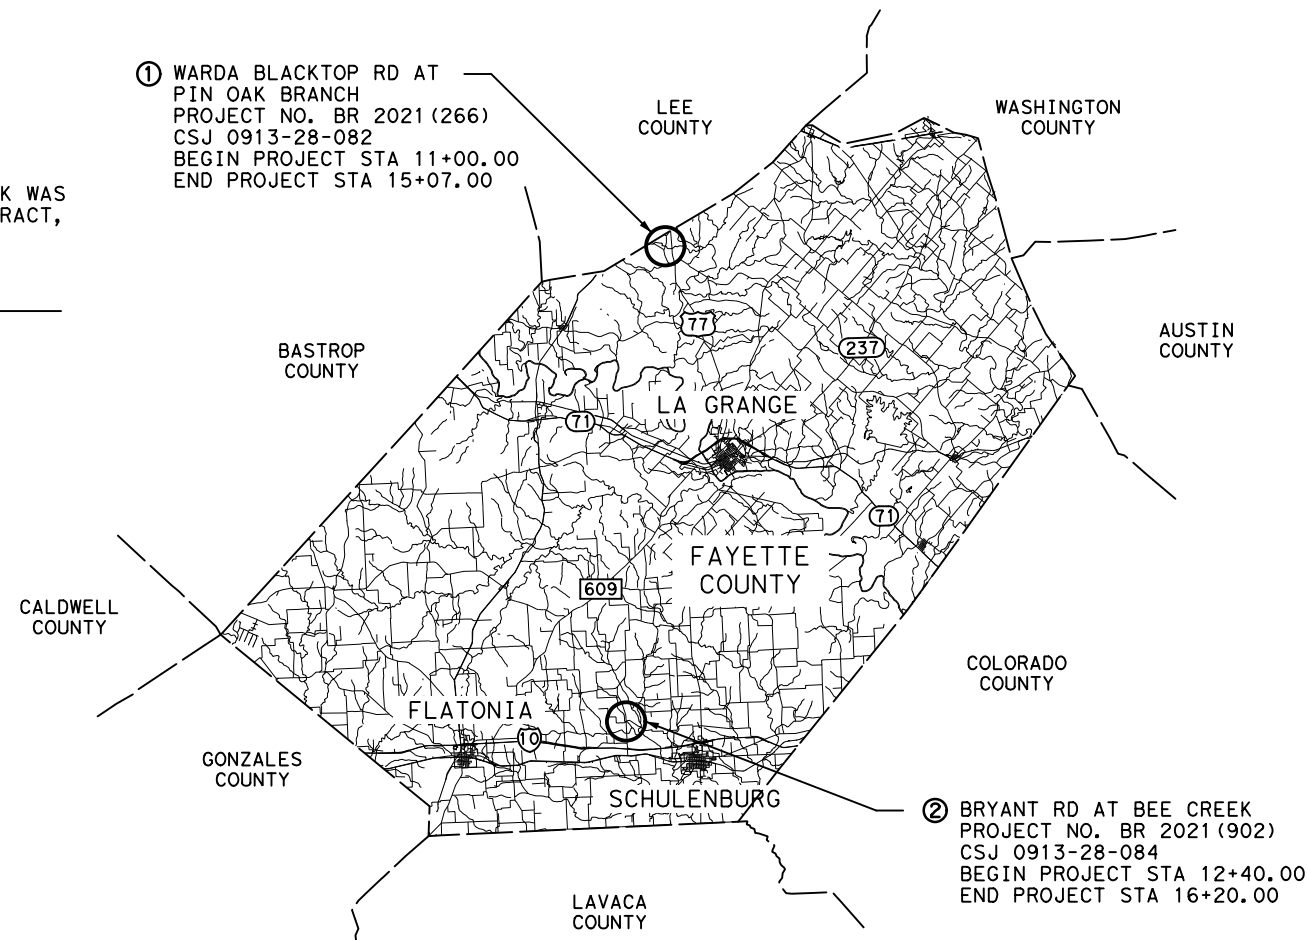 ① WARDA BLACKTOP RD AT
PIN OAK BRANCH
PROJECT NO. BR 2021(266)
CSJ 0913-28-082
BEGIN PROJECT STA 11+00.00
END PROJECT STA 15+07.00
K WAS
RACT,
LEE
COUNTY
WASHINGTON
COUNTY
BASTROP
COUNTY
77
237
AUSTIN
COUNTY
LA GRANGE
71
71
FAYETTE
COUNTY
609
CALDWELL
COUNTY
COLORADO
COUNTY
FLATONIA
10
GONZALES
COUNTY
SCHULENBURG
② BRYANT RD AT BEE CREEK
PROJECT NO. BR 2021(902)
CSJ 0913-28-084
BEGIN PROJECT STA 12+40.00
END PROJECT STA 16+20.00
LAVACA
COUNTY